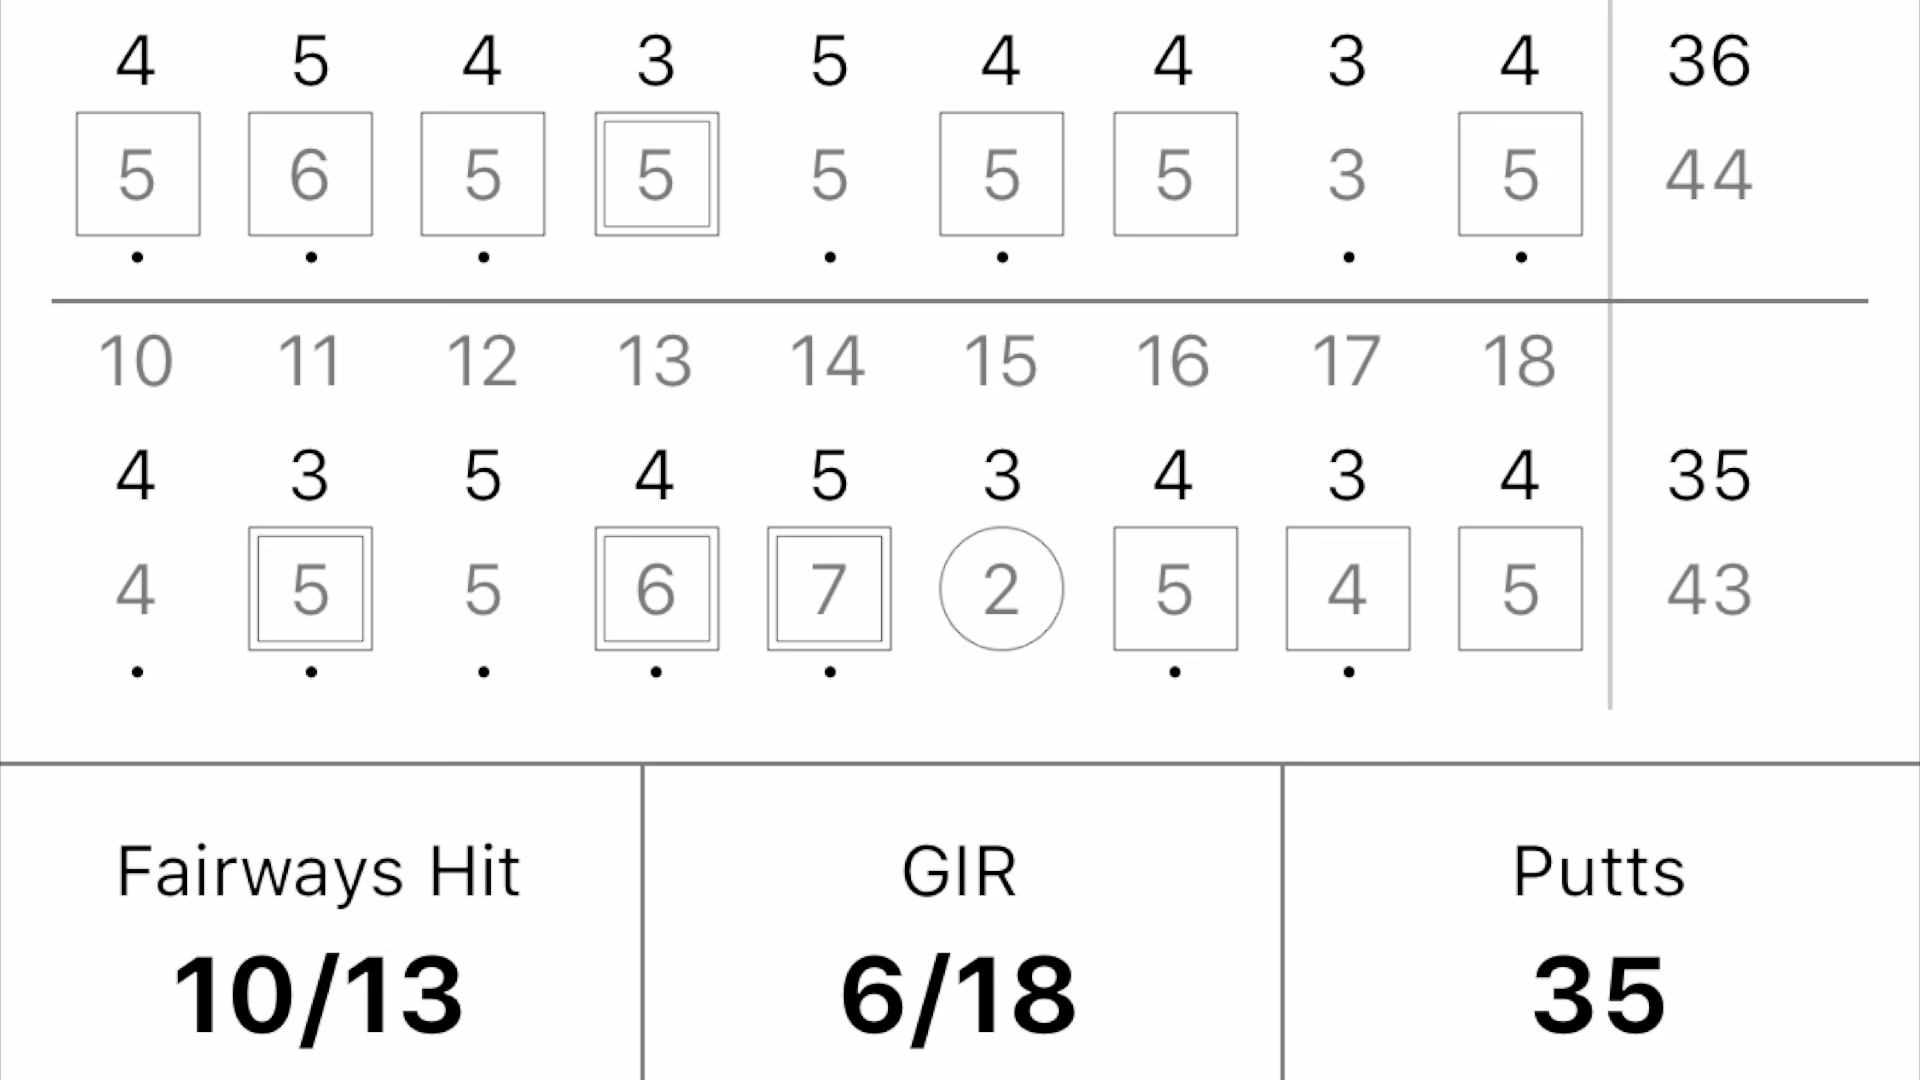 4 5 4 3 5 4 4 3 4 36
5 6 5 5 5 5 5 3 5 44
10 11 12 13 14 15 16 17 18
4 3 5 4 5 3 4 3 4 35
4 5 5 6 7 2 5 4 5 43
Fairways Hit GIR Putts
10/13 6/18 35